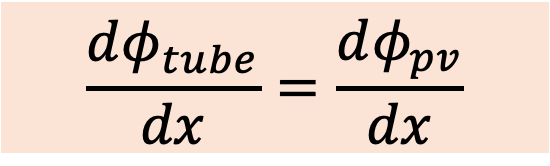 dϕ_tube/dx = dϕ_pv/dx